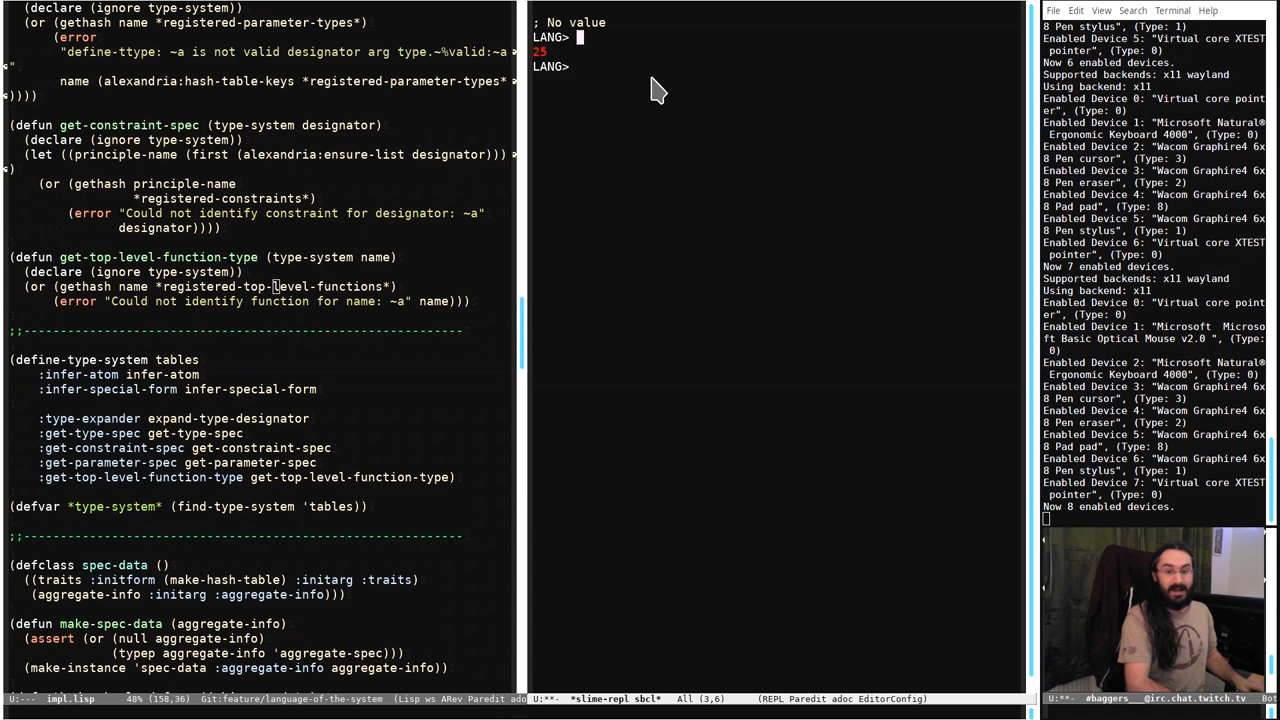 (declare (ignore type-system))
(or (gethash name *registered-parameter-types*)
(error
"define-ttype: ~a is not valid designator arg type.~%valid:~a
"
name (alexandria:hash-table-keys *registered-parameter-types*
))))
(defun get-constraint-spec (type-system designator)
(declare (ignore type-system))
(let ((principle-name (first (alexandria:ensure-list designator)))
)
(or (gethash principle-name
*registered-constraints*)
(error "Could not identify constraint for designator: ~a"
designator))))
(defun get-top-level-function-type (type-system name)
(declare (ignore type-system))
(or (gethash name *registered-top-level-functions*)
(error "Could not identify function for name: ~a" name)))
;;------------------------------------------------------------
(define-type-system tables
:infer-atom infer-atom
:infer-special-form infer-special-form
:type-expander expand-type-designator
:get-type-spec get-type-spec
:get-constraint-spec get-constraint-spec
:get-parameter-spec get-parameter-spec
:get-top-level-function-type get-top-level-function-type)
(defvar *type-system* (find-type-system 'tables))
;;------------------------------------------------------------
(defclass spec-data ()
((traits :initform (make-hash-table) :initarg :traits)
(aggregate-info :initarg :aggregate-info)))
(defun make-spec-data (aggregate-info)
(assert (or (null aggregate-info)
(typep aggregate-info 'aggregate-spec)))
(make-instance 'spec-data :aggregate-info aggregate-info))
U:--- impl.lisp 48% (158,36) Git:feature/language-of-the-system (Lisp ws ARev Paredit ado
; No value
LANG>
25
LANG>
U:**- *slime-repl sbcl* All (3,6) (REPL Paredit adoc EditorConfig)
File Edit View Search Terminal Help
8 Pen stylus", (Type: 1)
Enabled Device 5: "Virtual core XTEST
pointer", (Type: 0)
Now 6 enabled devices.
Supported backends: x11 wayland
Using backend: x11
Enabled Device 0: "Virtual core point
er", (Type: 0)
Enabled Device 1: "Microsoft Natural®
Ergonomic Keyboard 4000", (Type: 0)
Enabled Device 2: "Wacom Graphire4 6x
8 Pen cursor", (Type: 3)
Enabled Device 3: "Wacom Graphire4 6x
8 Pen eraser", (Type: 2)
Enabled Device 4: "Wacom Graphire4 6x
8 Pad pad", (Type: 8)
Enabled Device 5: "Wacom Graphire4 6x
8 Pen stylus", (Type: 1)
Enabled Device 6: "Virtual core XTEST
pointer", (Type: 0)
Now 7 enabled devices.
Supported backends: x11 wayland
Using backend: x11
Enabled Device 0: "Virtual core point
er", (Type: 0)
Enabled Device 1: "Microsoft Microso
ft Basic Optical Mouse v2.0 ", (Type:
0)
Enabled Device 2: "Microsoft Natural®
Ergonomic Keyboard 4000", (Type: 0)
Enabled Device 3: "Wacom Graphire4 6x
8 Pen cursor", (Type: 3)
Enabled Device 4: "Wacom Graphire4 6x
8 Pen eraser", (Type: 2)
Enabled Device 5: "Wacom Graphire4 6x
8 Pad pad", (Type: 8)
Enabled Device 6: "Wacom Graphire4 6x
8 Pen stylus", (Type: 1)
Enabled Device 7: "Virtual core XTEST
pointer", (Type: 0)
Now 8 enabled devices.
U:**- #baggers__@irc.chat.twitch.tv Bot